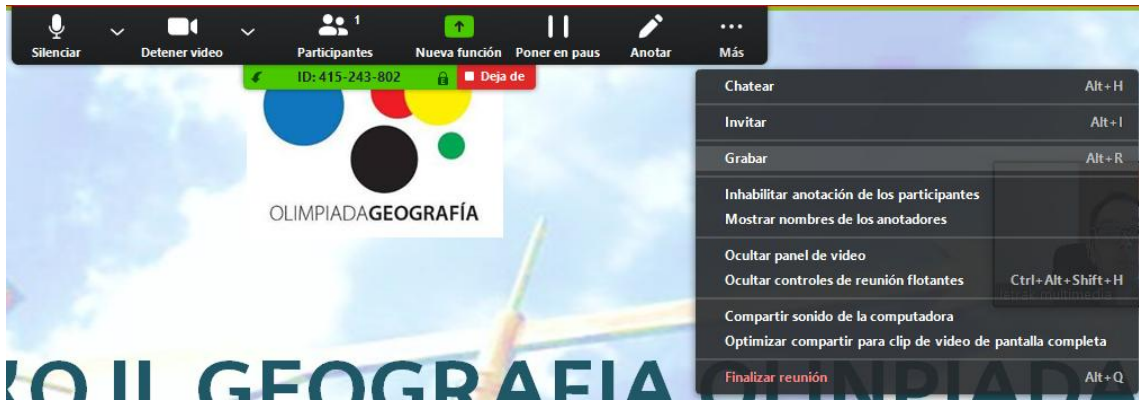 1
Silenciar Detener video Participantes Nueva función Poner en paus Anotar Más
ID: 415-243-802 Deja de
Chatear Alt+H
Invitar Alt+I
Grabar Alt+R
Inhabilitar anotación de los participantes
Mostrar nombres de los anotadores
OLIMPIADAGEOGRAFÍA
Ocultar panel de video
Ocultar controles de reunión flotantes Ctrl+Alt+Shift+H
Compartir sonido de la computadora
Optimizar compartir para clip de video de pantalla completa
Finalizar reunión Alt+Q
KO II. GEOGRAFIA OLINPIADA